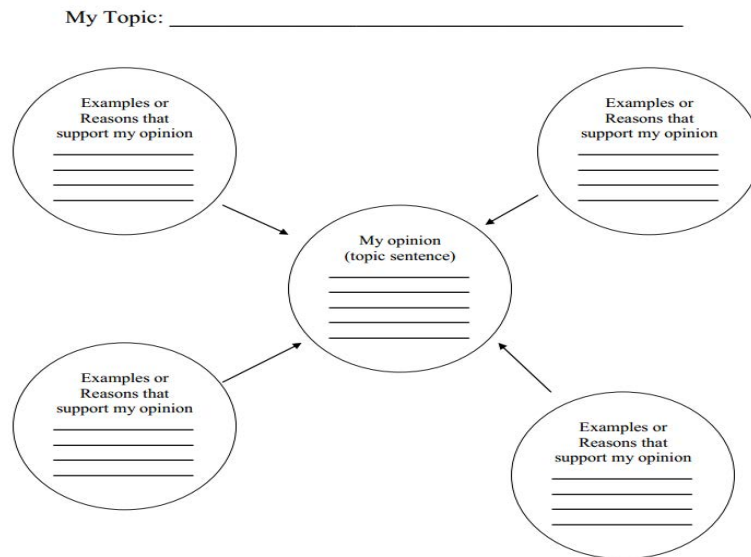 My Topic:
Examples or
Reasons that
support my opinion
Examples or
Reasons that
support my opinion
My opinion
(topic sentence)
Examples or
Reasons that
support my opinion
Examples or
Reasons that
support my opinion